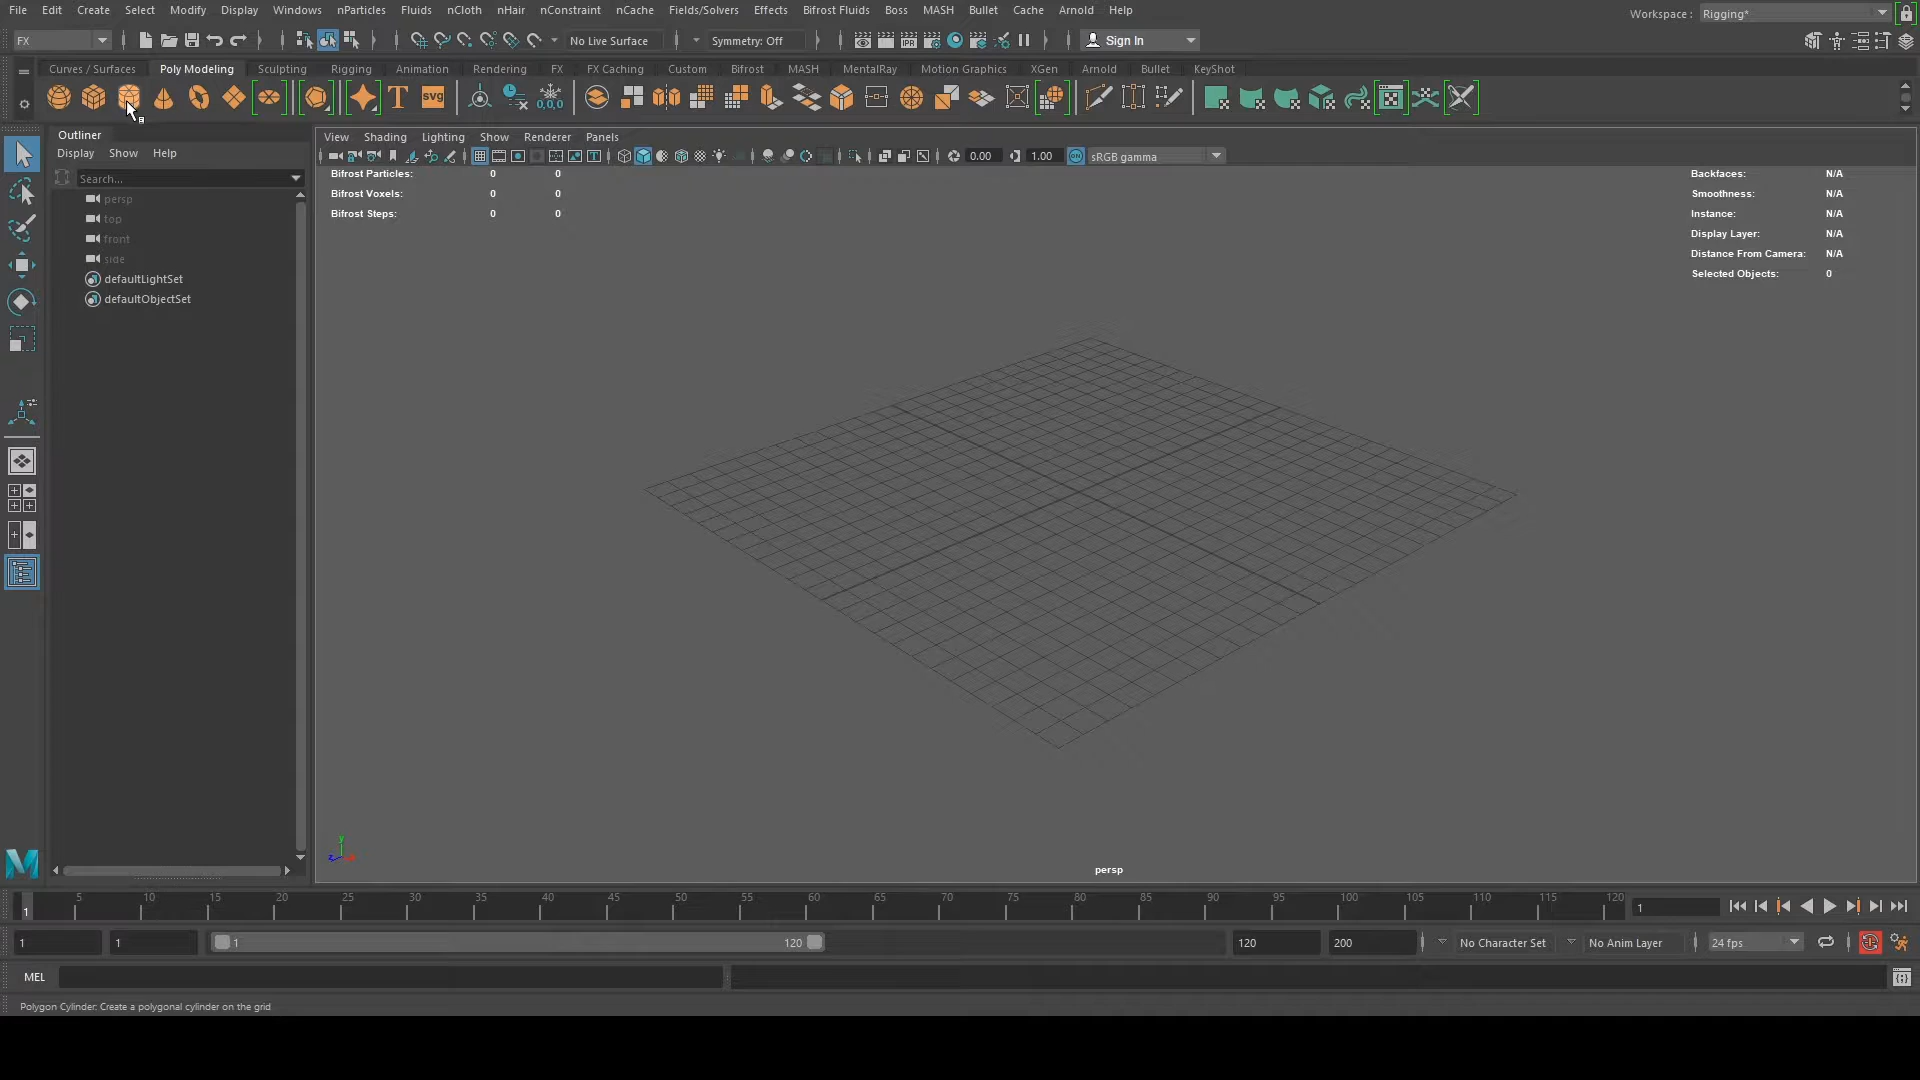 File Edit Create Select Modify Display Windows nParticles Fluids nCloth nHair nConstraint nCache Fields/Solvers Effects Bifrost Fluids Boss MASH Bullet Cache Arnold Help
Workspace : Rigging*
FX No Live Surface Symmetry: Off Sign In
Curves / Surfaces Poly Modeling Sculpting Rigging Animation Rendering FX FX Caching Custom Bifrost MASH MentalRay Motion Graphics XGen Arnold Bullet KeyShot
T SVG 0,0,0
Outliner
Display Show Help
Search...
persp
top
front
side
defaultLightSet
defaultObjectSet
View Shading Lighting Show Renderer Panels
0.00 1.00 ON sRGB gamma
Bifrost Particles: 0 0
Bifrost Voxels: 0 0
Bifrost Steps: 0 0
Backfaces: N/A
Smoothness: N/A
Instance: N/A
Display Layer: N/A
Distance From Camera: N/A
Selected Objects: 0
y
z
persp
1 5 10 15 20 25 30 35 40 45 50 55 60 65 70 75 80 85 90 95 100 105 110 115 120 1
1 1 1 120 120 200 No Character Set No Anim Layer 24 fps
MEL
Polygon Cylinder: Create a polygonal cylinder on the grid